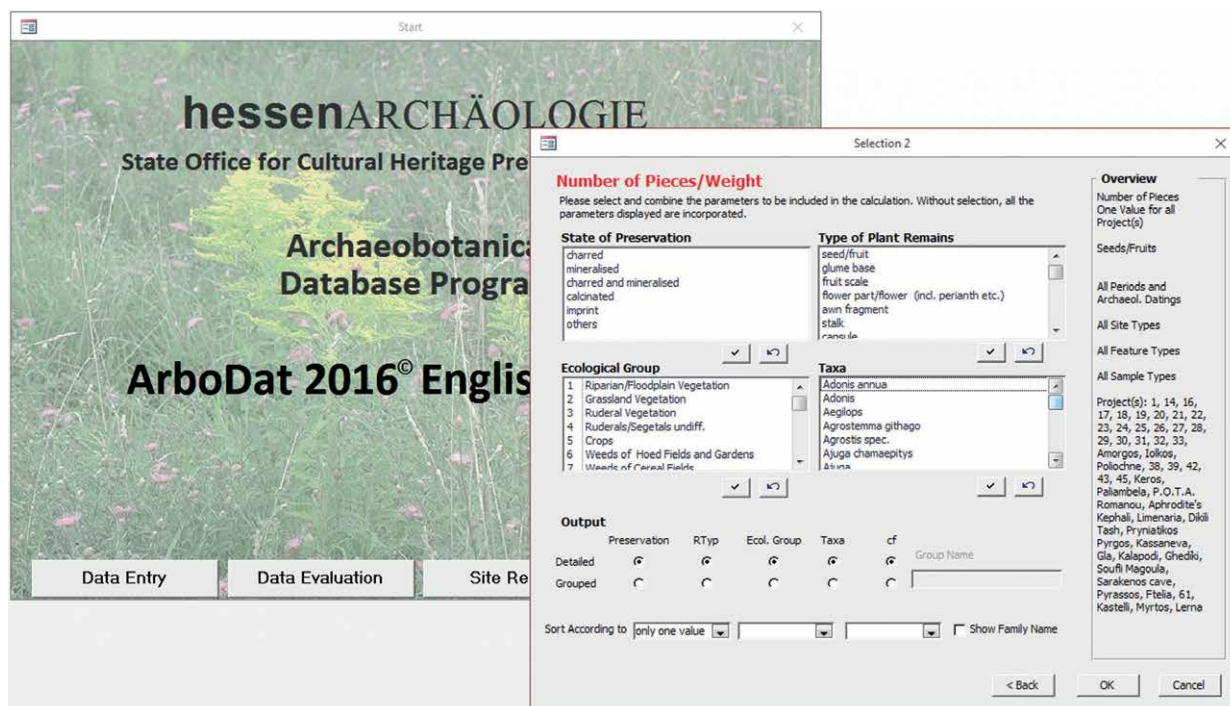 Start
hessenARCHÄOLOGIE
State Office for Cultural Heritage Pre
Archaeobotanica
Database Progra
ArboDat 2016© Englis
Data Entry
Data Evaluation
Site Re
Selection 2
Number of Pieces/Weight
Please select and combine the parameters to be included in the calculation. Without selection, all the
parameters displayed are incorporated.
State of Preservation
charred
mineralised
charred and mineralised
calcinated
imprint
others
Type of Plant Remains
seed/fruit
glume base
fruit scale
flower part/flower (incl. perianth etc.)
awn fragment
stalk
capsule
Ecological Group
1 Riparian/Floodplain Vegetation
2 Grassland Vegetation
3 Ruderal Vegetation
4 Ruderals/Segetals undiff.
5 Crops
6 Weeds of Hoed Fields and Gardens
7 Weeds of Cereal Fields
Taxa
Adonis annua
Adonis
Aegilops
Agrostemma githago
Agrostis spec.
Ajuga chamaepitys
Ajuga
Output
Preservation RTyp Ecol. Group Taxa cf
Group Name
Detailed
Grouped
Sort According to only one value Show Family Name
< Back OK Cancel
Overview
Number of Pieces
One Value for all
Project(s)
Seeds/Fruits
All Periods and
Archaeol. Datings
All Site Types
All Feature Types
All Sample Types
Project(s): 1, 14, 16,
17, 18, 19, 20, 21, 22,
23, 24, 25, 26, 27, 28,
29, 30, 31, 32, 33,
Amorgos, Iolkos,
Poliochne, 38, 39, 42,
43, 45, Keros,
Paliambela, P.O.T.A.
Romanou, Aphrodite's
Kephali, Limenaria, Dikili
Tash, Pryniatikos
Pyrgos, Kassaneva,
Gla, Kalapodi, Ghediki,
Soufli Magoula,
Sarakenos cave,
Pyrassos, Ftelia, 61,
Kastelli, Myrtos, Lerna